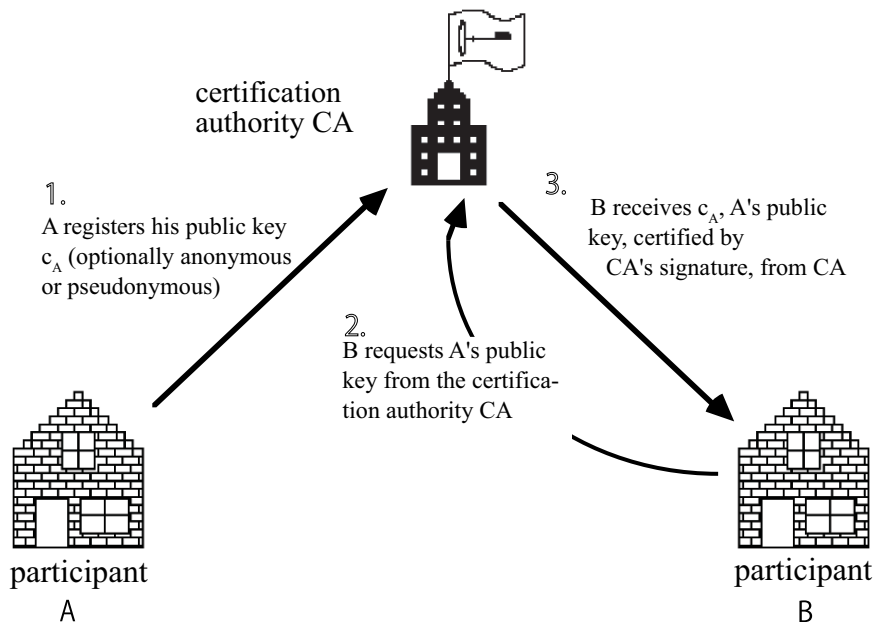 certification
authority CA
1.
A registers his public key
c_A (optionally anonymous
or pseudonymous)
2.
B requests A's public
key from the certifica-
tion authority CA
3.
B receives c_A, A's public
key, certified by
CA's signature, from CA
participant
A
participant
B